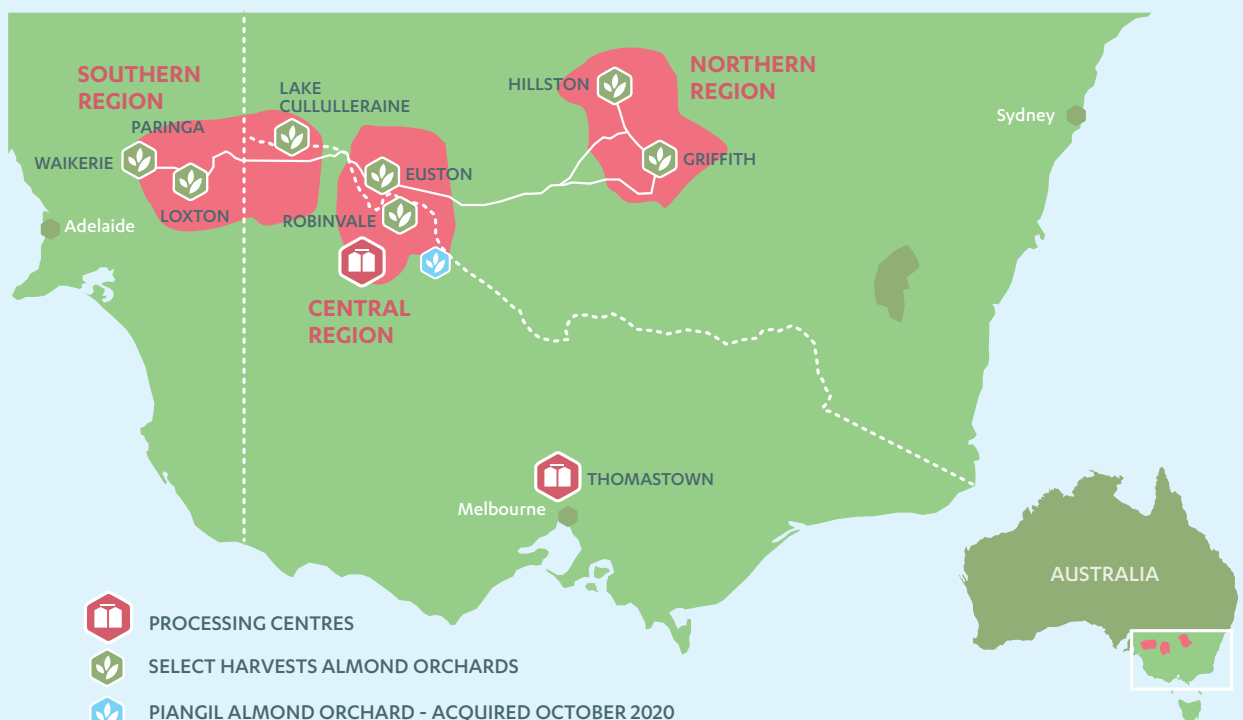 SOUTHERN
REGION
PARINGA
WAIKERIE
LOXTON
Adelaide
LAKE
CULLULLERAINE
EUSTON
ROBINVALE
CENTRAL
REGION
HILLSTON
NORTHERN
REGION
GRIFFITH
Sydney
THOMASTOWN
Melbourne
AUSTRALIA
PROCESSING CENTRES
SELECT HARVESTS ALMOND ORCHARDS
PIANGIL ALMOND ORCHARD - ACQUIRED OCTOBER 2020